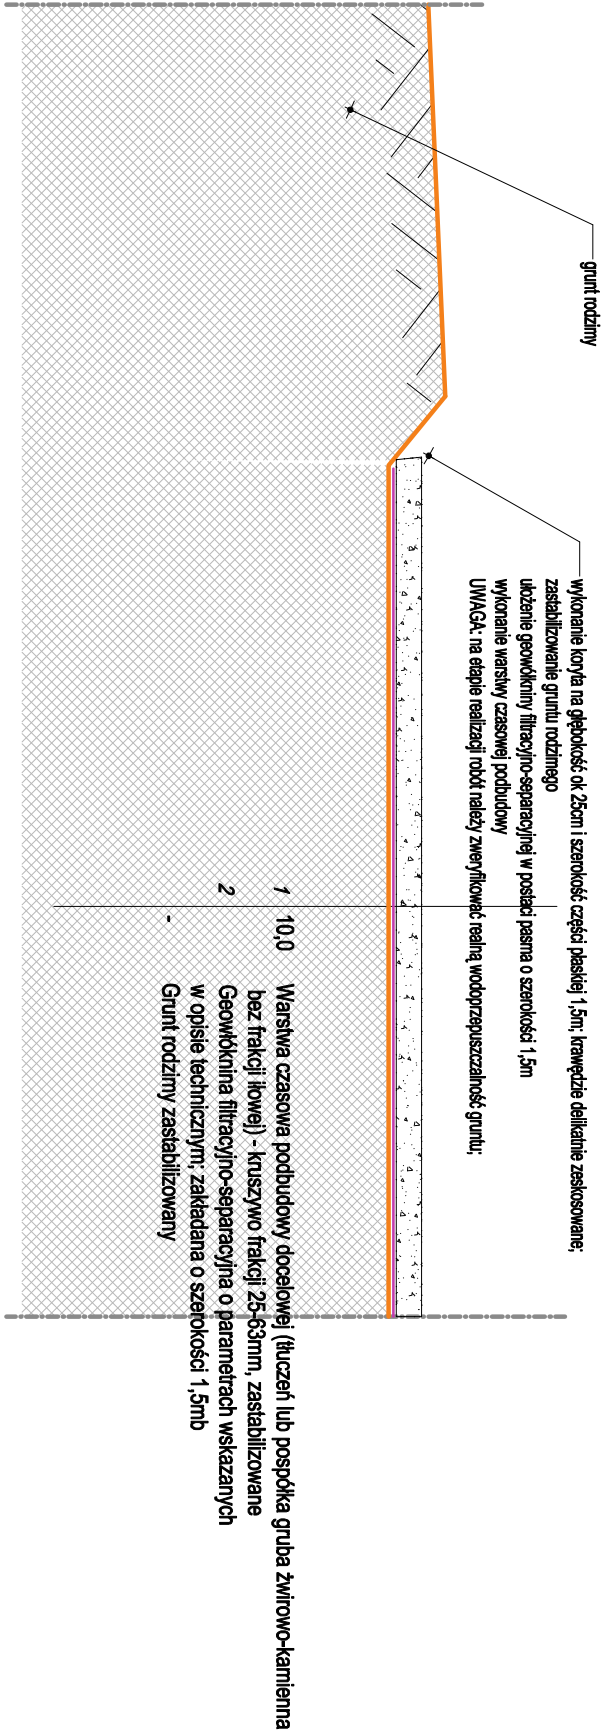 grunt rodzimy
wykonanie koryta na głębokość ok 25cm i szerokość części płaskiej 1,5m; krawędzie delikatnie zeskosowane;
zastabilizowanie gruntu rodzimego
ułożenie geowółkniny filtracyjno-separacyjnej w postaci pasma o szerokości 1,5m
wykonanie warstwy czasowej podbudowy
UWAGA: na etapie realizacji robót należy zweryfikować realną wodoprzepuszczalność gruntu;
1 10,0 Warstwa czasowa podbudowy docelowej (tłuczeń lub pospółka gruba żwirowo-kamienna
bez frakcji iłowej) - kruszywo frakcji 25-63mm, zastabilizowane
2 Geowłóknina filtracyjno-separacyjna o parametrach wskazanych
w opisie technicznym; zakładana o szerokości 1,5mb
- Grunt rodzimy zastabilizowany